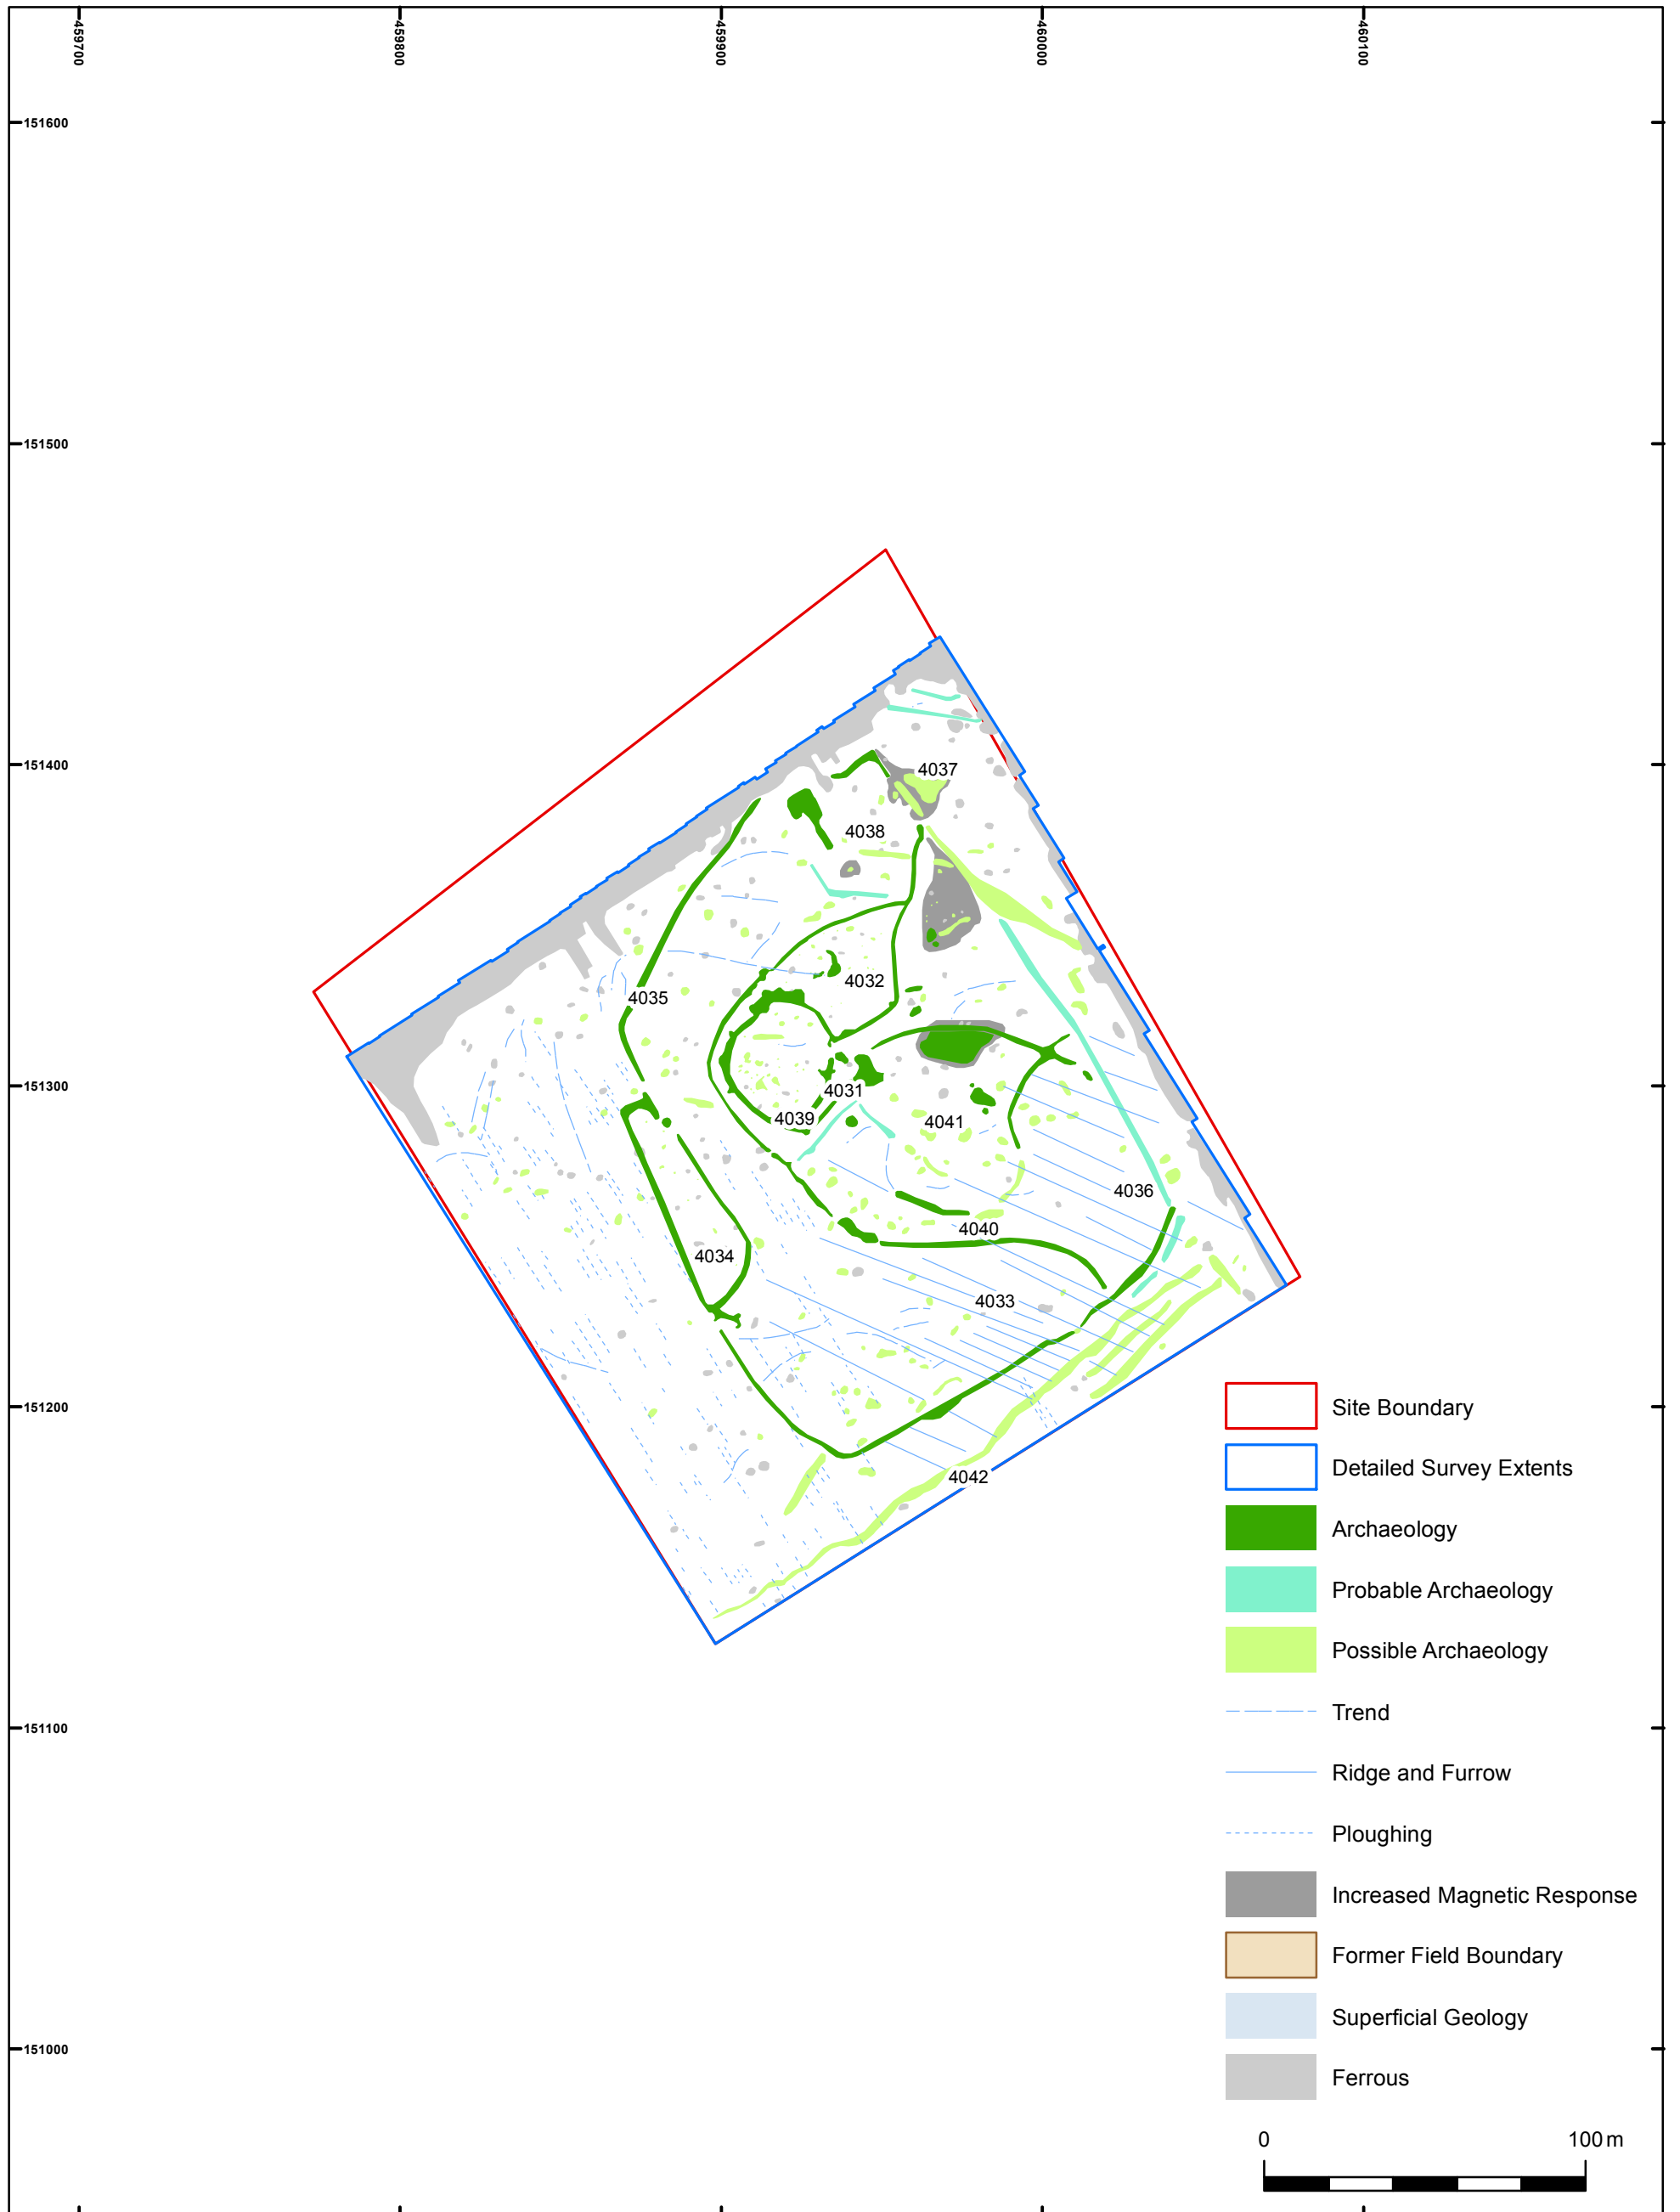 459700
459800
459900
460000
460100
151600
151500
151400
151300
151200
151100
151000
4037
4038
4032
4035
4031
4039
4041
4036
4040
4034
4033
4042
Site Boundary
Detailed Survey Extents
Archaeology
Probable Archaeology
Possible Archaeology
Trend
Ridge and Furrow
Ploughing
Increased Magnetic Response
Former Field Boundary
Superficial Geology
Ferrous
0 100 m